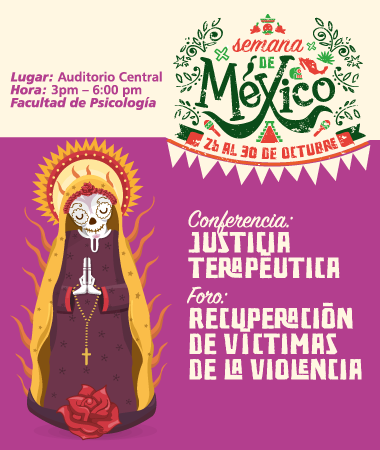 Lugar: Auditorio Central
Hora: 3pm – 6:00 pm
Facultad de Psicología
semana
DE
México
25 AL 30 DE OCTUBRE
Conferencia:
JUSTICIA
TERAPÉUTICA
Foro:
RECUPERACIÓN
DE VÍCTIMAS
DE LA VIOLENCIA